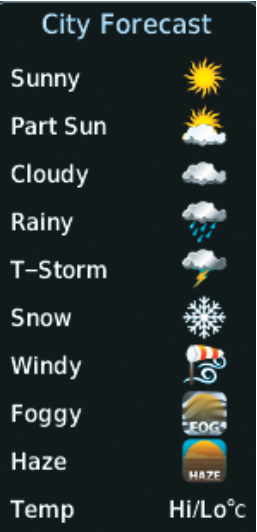 City Forecast
Sunny
Part Sun
Cloudy
Rainy
T-Storm
Snow
Windy
Foggy FOG
Haze HAZE
Temp Hi/Lo°c